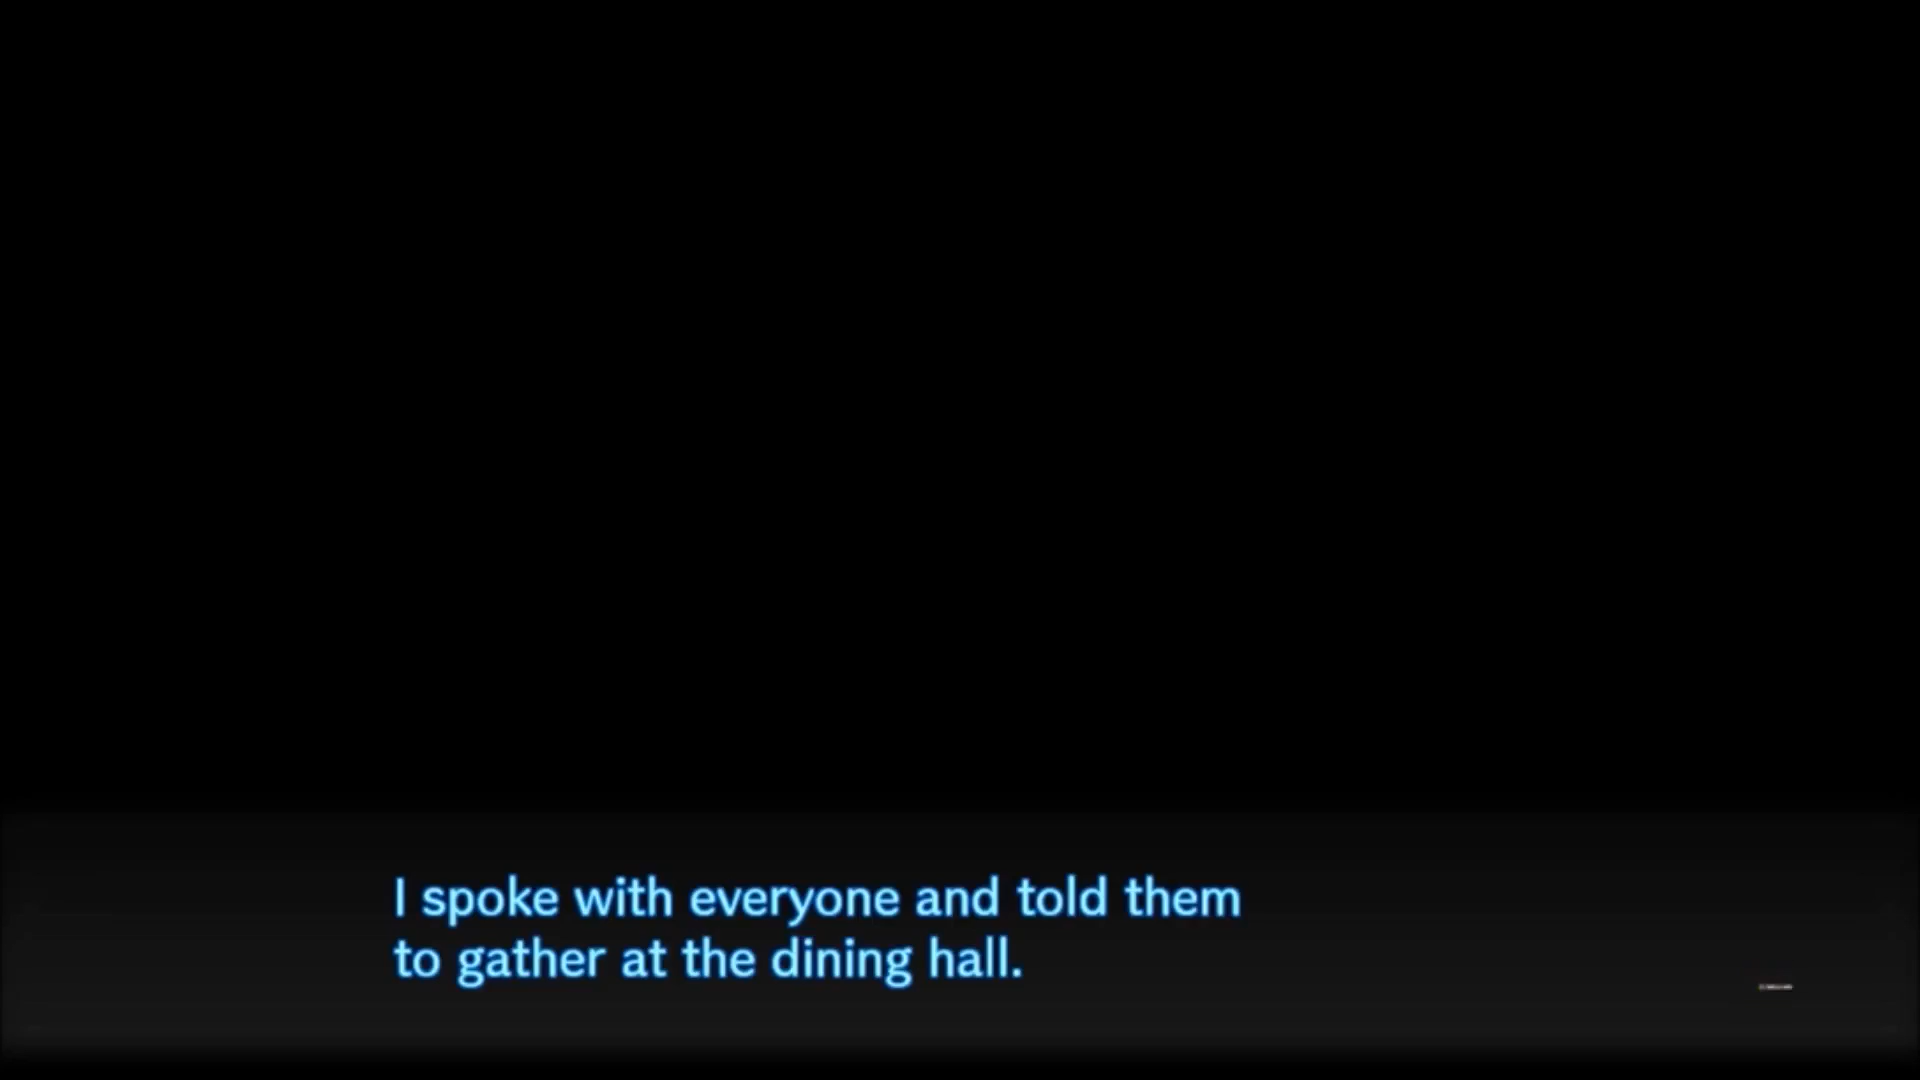 I spoke with everyone and told them
to gather at the dining hall.